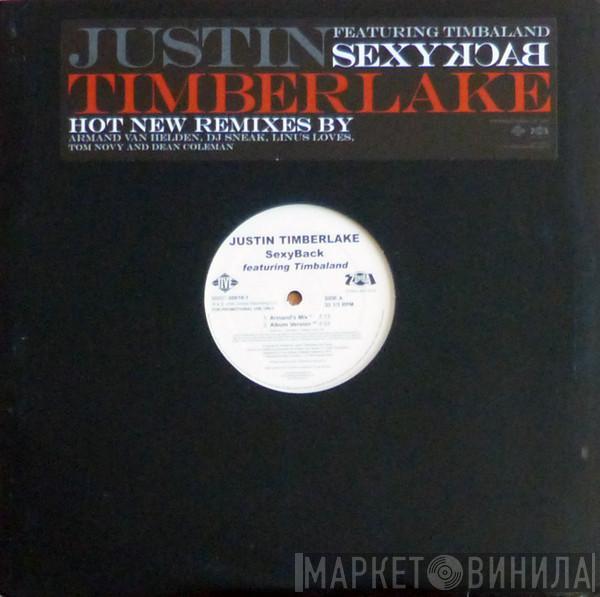 JUSTIN
FEATURING TIMBALAND
SEXYBACK
TIMBERLAKE
HOT NEW REMIXES BY
ARMAND VAN HELDEN, DJ SNEAK, LINUS LOVES,
TOM NOVY AND DEAN COLEMAN
JUSTIN TIMBERLAKE
SexyBack
featuring Timbaland
JIVE
ZOMBA
SIDE A
33 1/3 RPM
FOR PROMOTIONAL USE ONLY
1. Armand's Mix
2. Album Version
МАРКЕТ ВИНИЛА